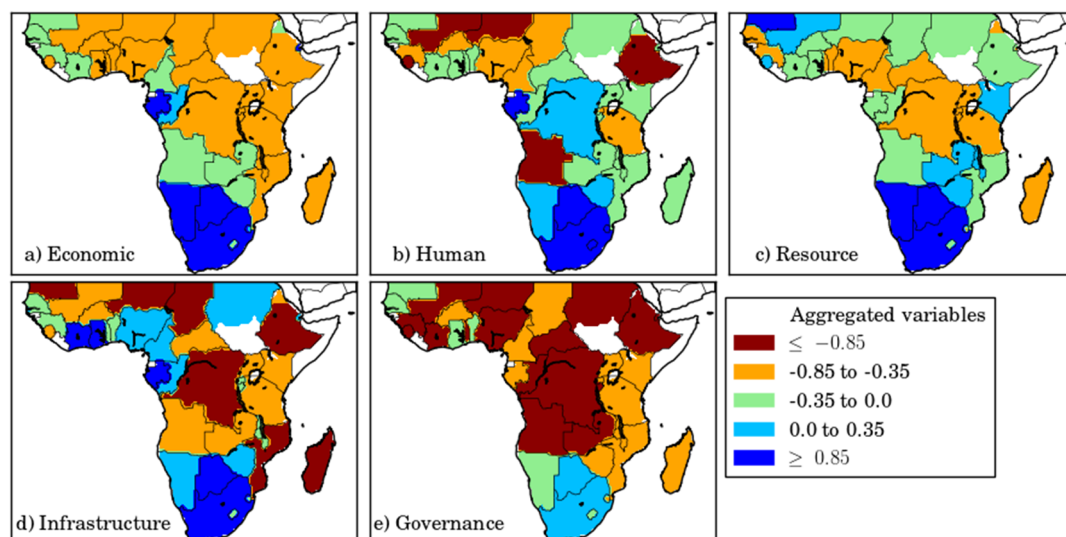 a) Economic
b) Human
c) Resource
d) Infrastructure
e) Governance
Aggregated variables
≤ −0.85
-0.85 to -0.35
-0.35 to 0.0
0.0 to 0.35
≥ 0.85